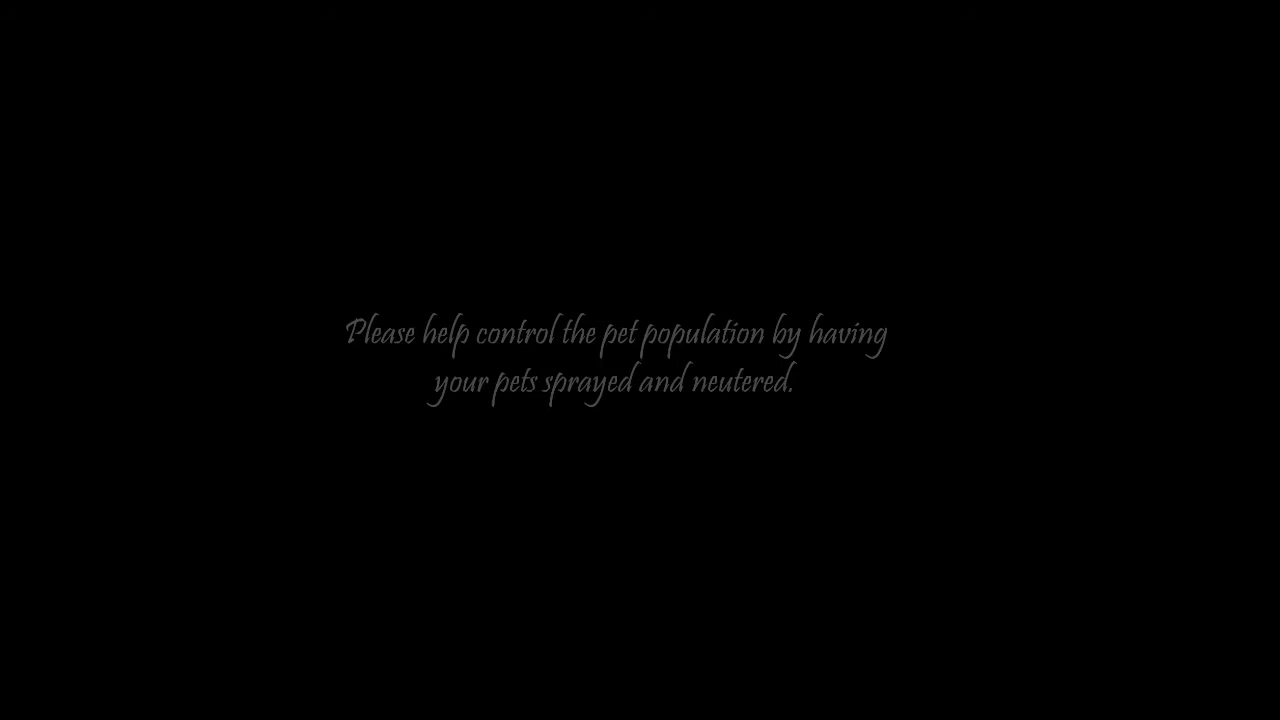 Please help control the pet population by having
your pets sprayed and neutered.